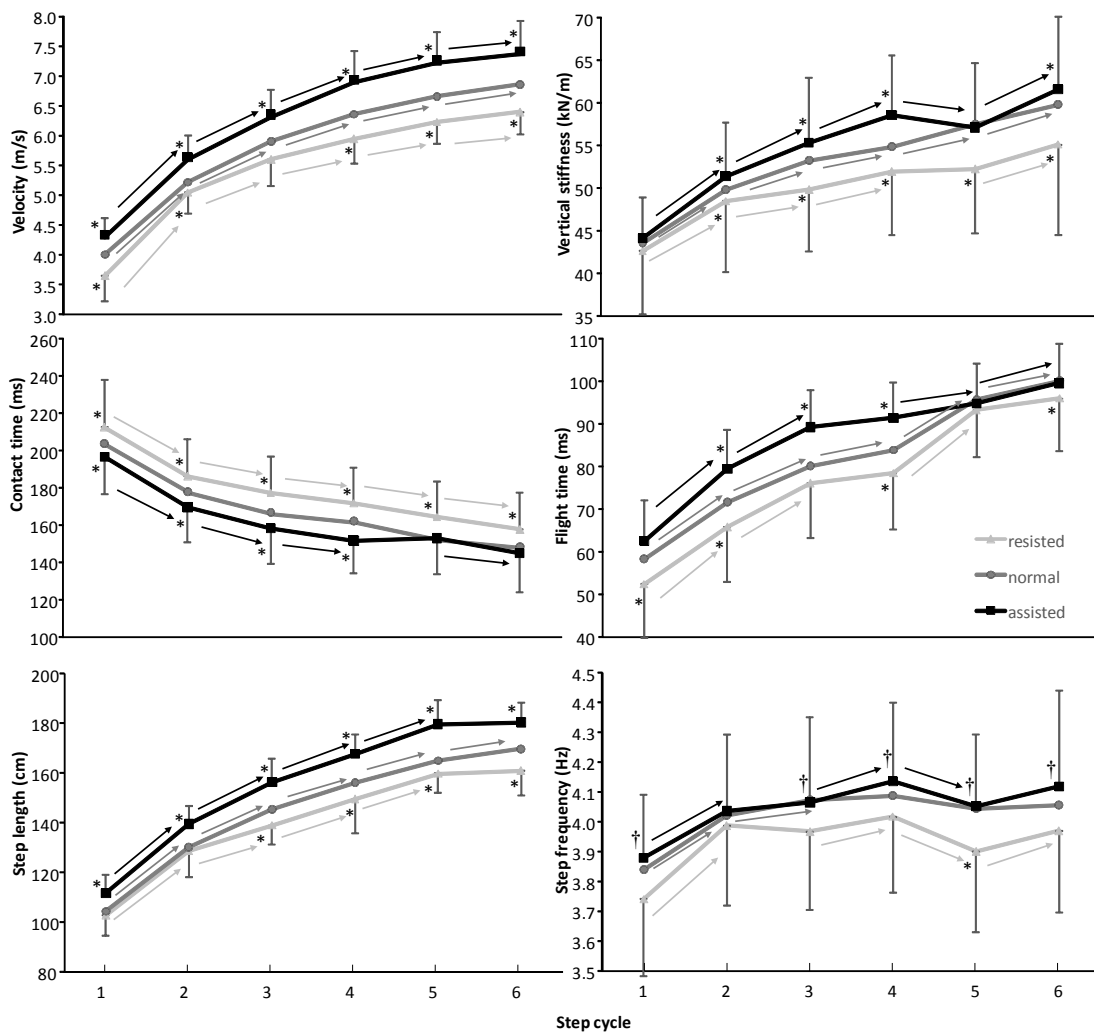 Velocity (m/s)
8.0
7.5
7.0
6.5
6.0
5.5
5.0
4.5
4.0
3.5
3.0
* * * * * *
* * * * * *
Vertical stiffness (kN/m)
70
65
60
55
50
45
40
35
* * * *
* * * * *
Contact time (ms)
260
240
220
200
180
160
140
120
100
* * * * * *
* * * *
Flight time (ms)
110
100
90
80
70
60
50
40
* * *
* * * *
resisted
normal
assisted
Step length (cm)
200
180
160
140
120
100
80
* * * * * *
* * * *
1 2 3 4 5 6
Step frequency (Hz)
4.5
4.4
4.3
4.2
4.1
4.0
3.9
3.8
3.7
3.6
3.5
† † † † †
*
1 2 3 4 5 6
Step cycle